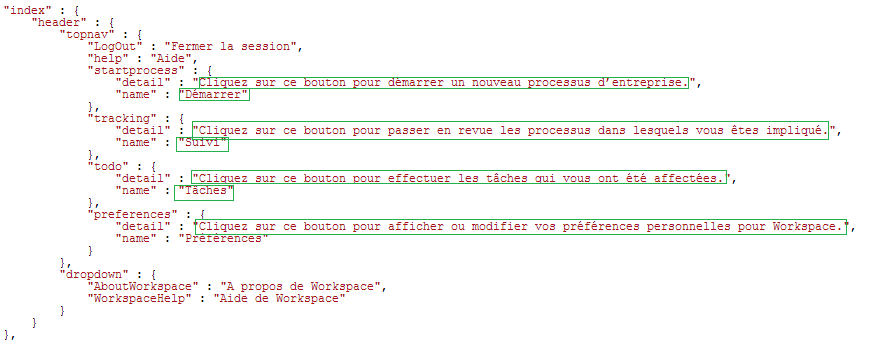 "index" : {
"header" : {
"topnav" : {
"LogOut" : "Fermer la session",
"help" : "Aide",
"startprocess" : {
"detail" : "Cliquez sur ce bouton pour démarrer un nouveau processus d’entreprise.",
"name" : "Démarrer"
},
"tracking" : {
"detail" : "Cliquez sur ce bouton pour passer en revue les processus dans lesquels vous êtes impliqué.",
"name" : "Suivi"
},
"todo" : {
"detail" : "Cliquez sur ce bouton pour effectuer les tâches qui vous ont été affectées.",
"name" : "Tâches"
},
"preferences" : {
"detail" : "Cliquez sur ce bouton pour afficher ou modifier vos préférences personnelles pour Workspace.",
"name" : "Préférences"
}
},
"dropdown" : {
"AboutWorkspace" : "A propos de Workspace",
"WorkspaceHelp" : "Aide de Workspace"
}
}
},